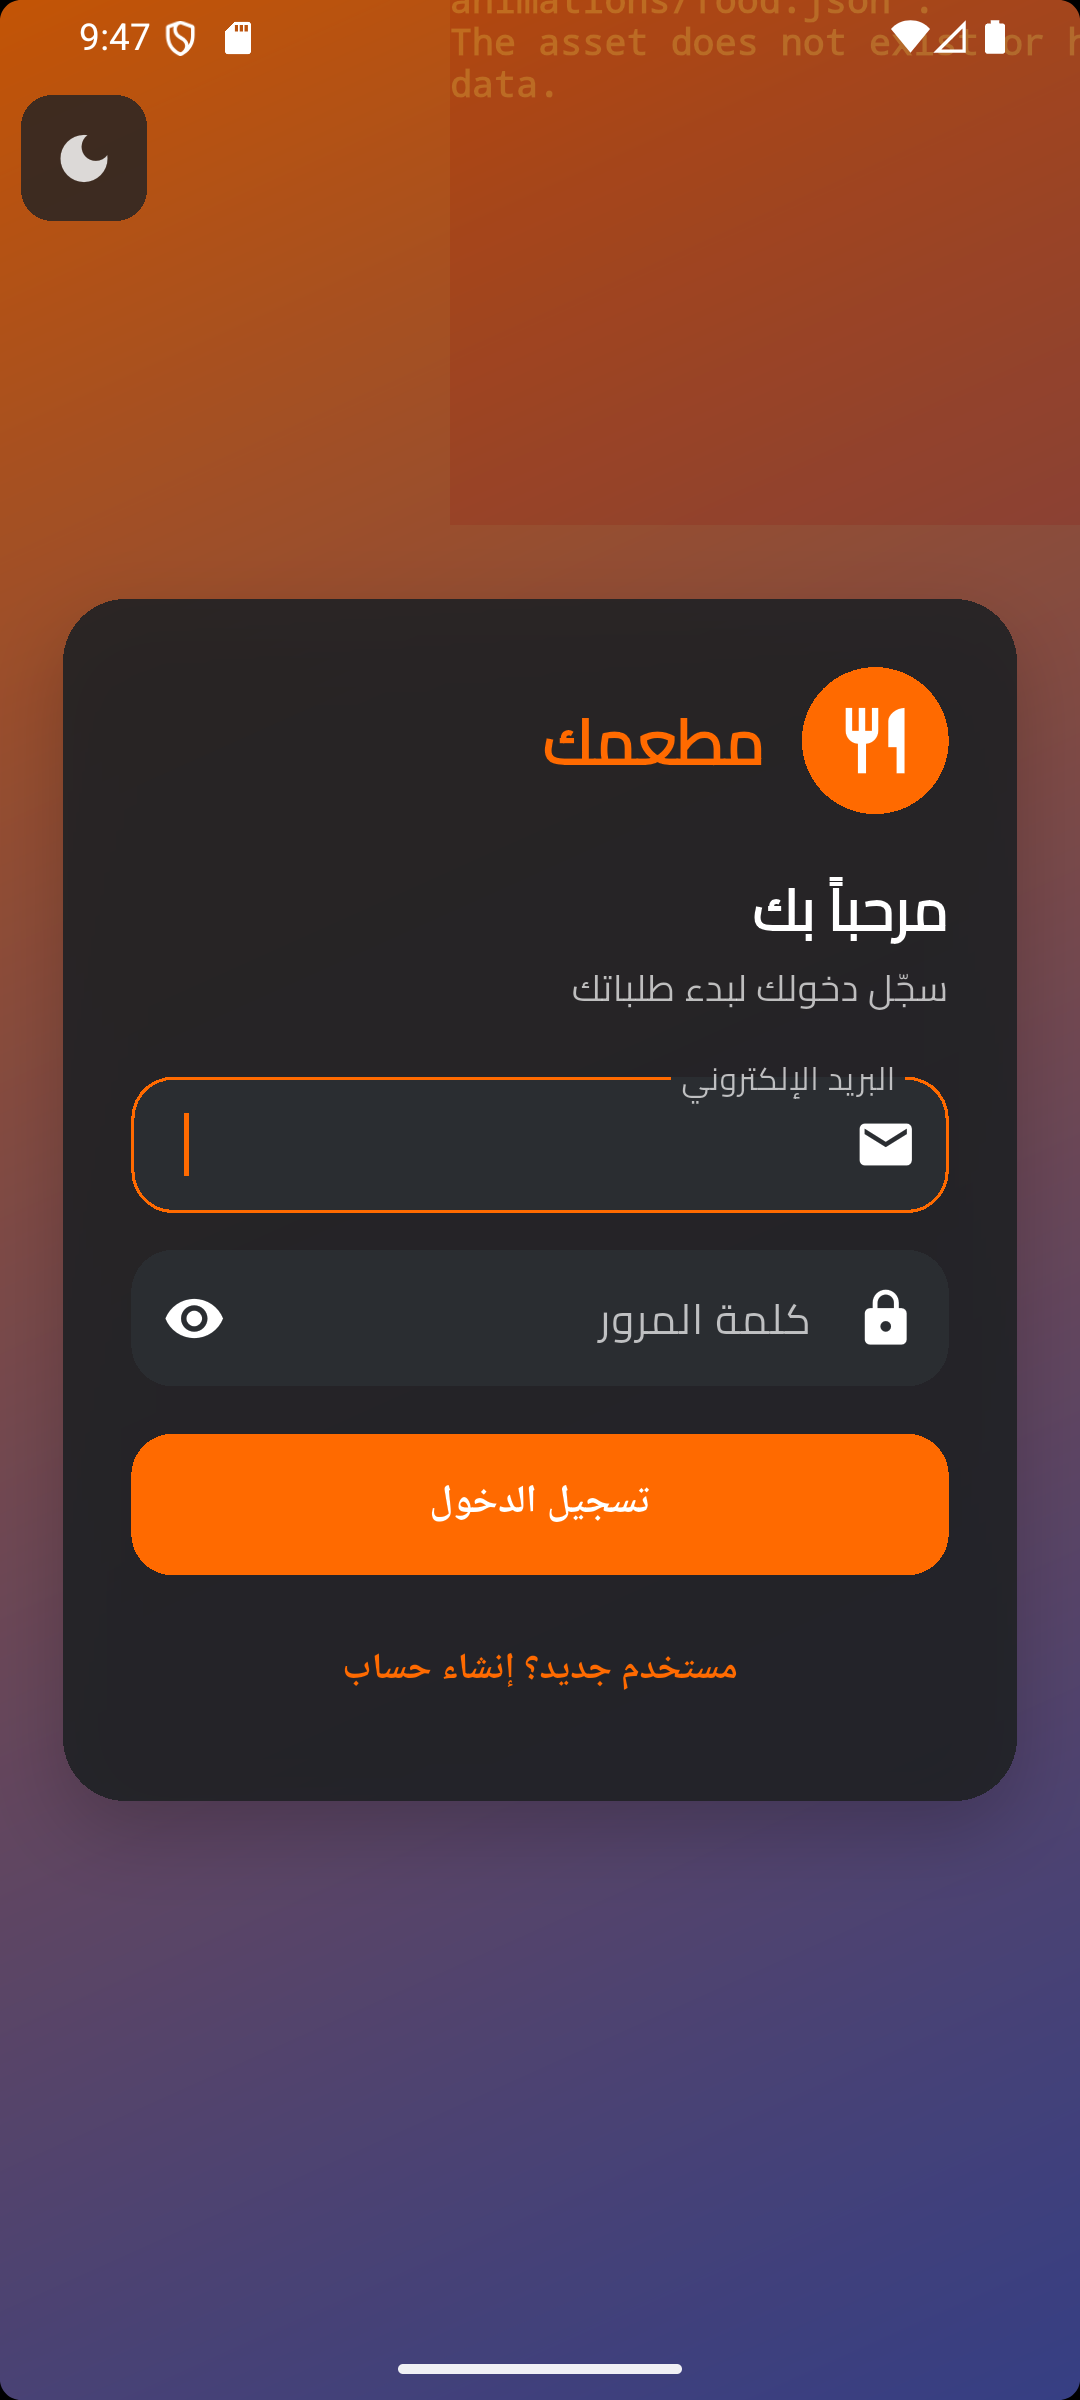 9:47
animations/food.json".
The asset does not exist or h
data.
مطعمك
مرحباً بك
سجّل دخولك لبدء طلباتك
البريد الإلكتروني
كلمة المرور
تسجيل الدخول
مستخدم جديد؟ إنشاء حساب